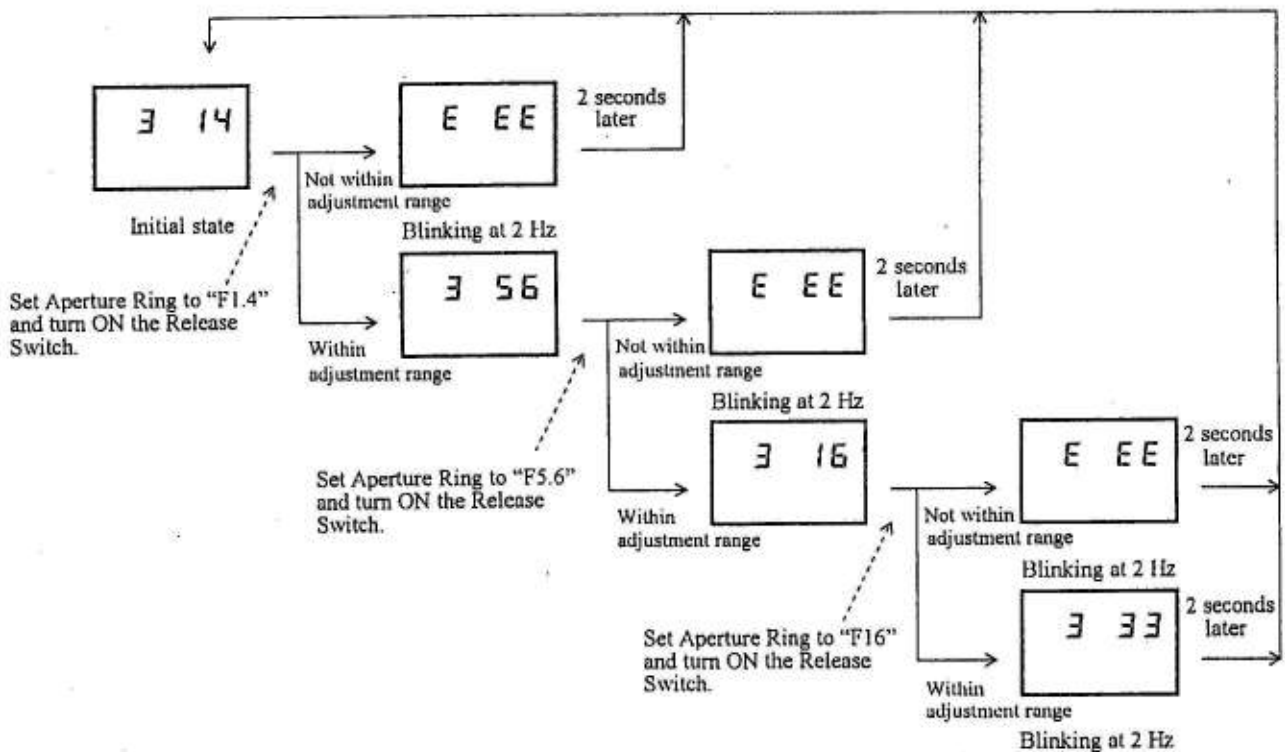 3 14
Initial state
Set Aperture Ring to “F1.4”
and turn ON the Release
Switch.
Not within
adjustment range
E EE
Blinking at 2 Hz
2 seconds
later
Within
adjustment range
3 56
Set Aperture Ring to “F5.6”
and turn ON the Release
Switch.
Not within
adjustment range
E EE
Blinking at 2 Hz
2 seconds
later
Within
adjustment range
3 16
Set Aperture Ring to “F16”
and turn ON the Release
Switch.
Not within
adjustment range
E EE
Blinking at 2 Hz
2 seconds
later
Within
adjustment range
3 33
Blinking at 2 Hz
2 seconds
later